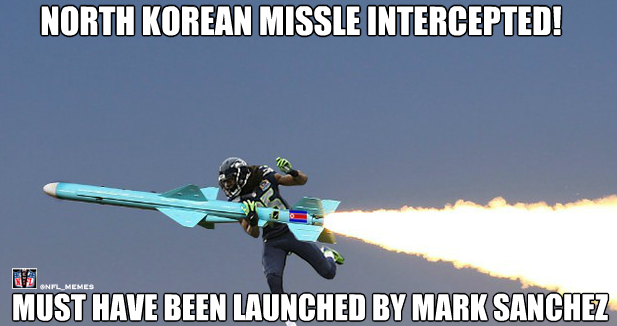 NORTH KOREAN MISSLE INTERCEPTED!
@NFL_MEMES
MUST HAVE BEEN LAUNCHED BY MARK SANCHEZ